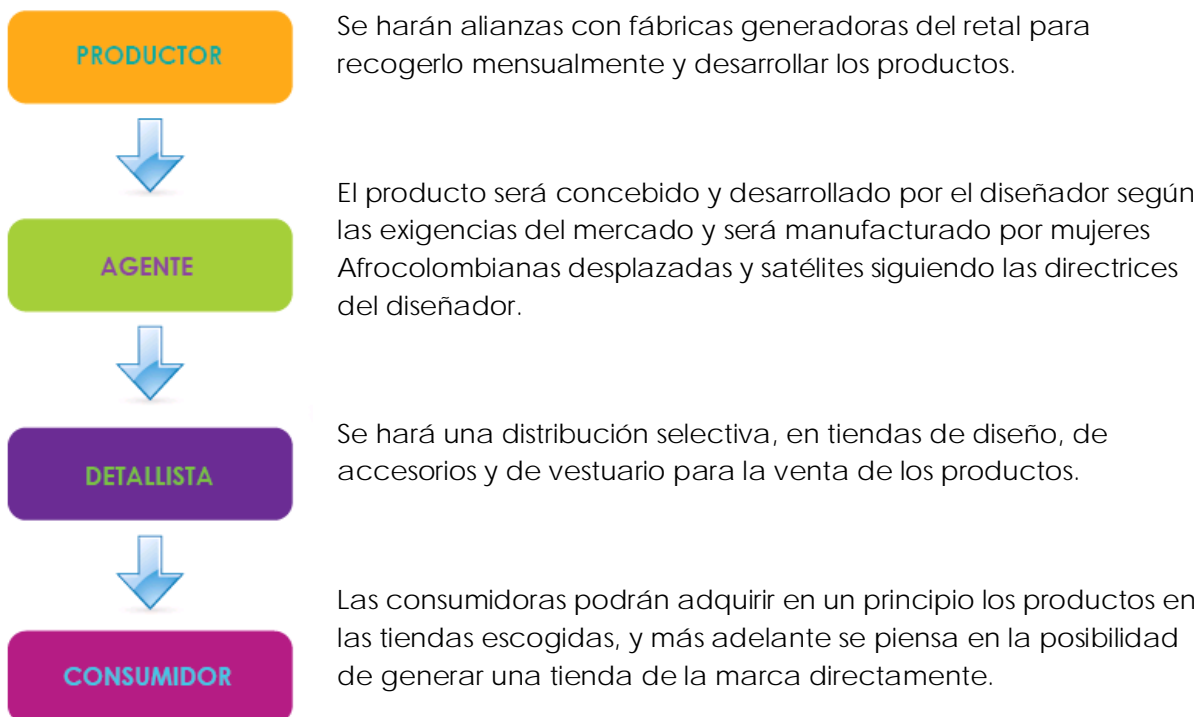 PRODUCTOR
Se harán alianzas con fábricas generadoras del retal para
recogerlo mensualmente y desarrollar los productos.
AGENTE
El producto será concebido y desarrollado por el diseñador según
las exigencias del mercado y será manufacturado por mujeres
Afrocolombianas desplazadas y satélites siguiendo las directrices
del diseñador.
DETALLISTA
Se hará una distribución selectiva, en tiendas de diseño, de
accesorios y de vestuario para la venta de los productos.
CONSUMIDOR
Las consumidoras podrán adquirir en un principio los productos en
las tiendas escogidas, y más adelante se piensa en la posibilidad
de generar una tienda de la marca directamente.